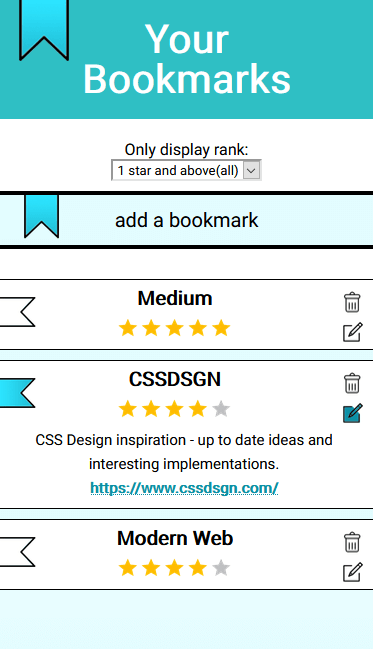 Your
Bookmarks
Only display rank:
1 star and above(all)
add a bookmark
Medium
CSSDSGN
CSS Design inspiration - up to date ideas and
interesting implementations.
https://www.cssdsgn.com/
Modern Web